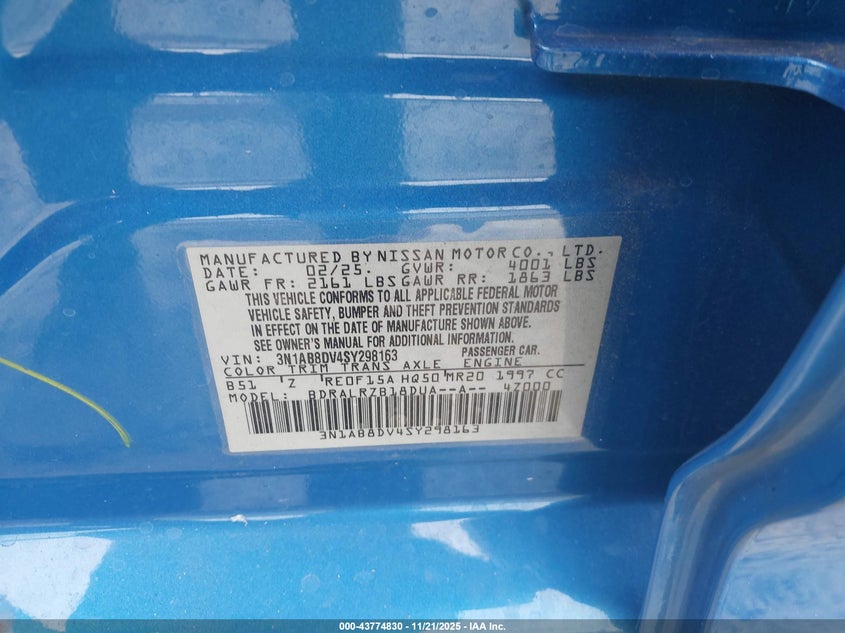 MANUFACTURED BY NISSAN MOTOR CO., LTD.
DATE: 02/25. GVWR: 4001 LBS
GAWR FR: 2161 LBS GAWR RR: 1863 LBS
THIS VEHICLE CONFORMS TO ALL APPLICABLE FEDERAL MOTOR
VEHICLE SAFETY, BUMPER AND THEFT PREVENTION STANDARDS
IN EFFECT ON THE DATE OF MANUFACTURE SHOWN ABOVE.
SEE OWNER'S MANUAL FOR ADDITIONAL INFORMATION.
VIN: 3N1AB8DV4SY298163 PASSENGER CAR.
COLOR TRIM TRANS AXLE ENGINE
B51 Z RE0F15A HQ50 MR20 1997 CC
MODEL: BDRALRZB18DUA--A-- 4Z000
3N1AB8DV4SY298163
000-43774830 - 11/21/2025 - IAA Inc.